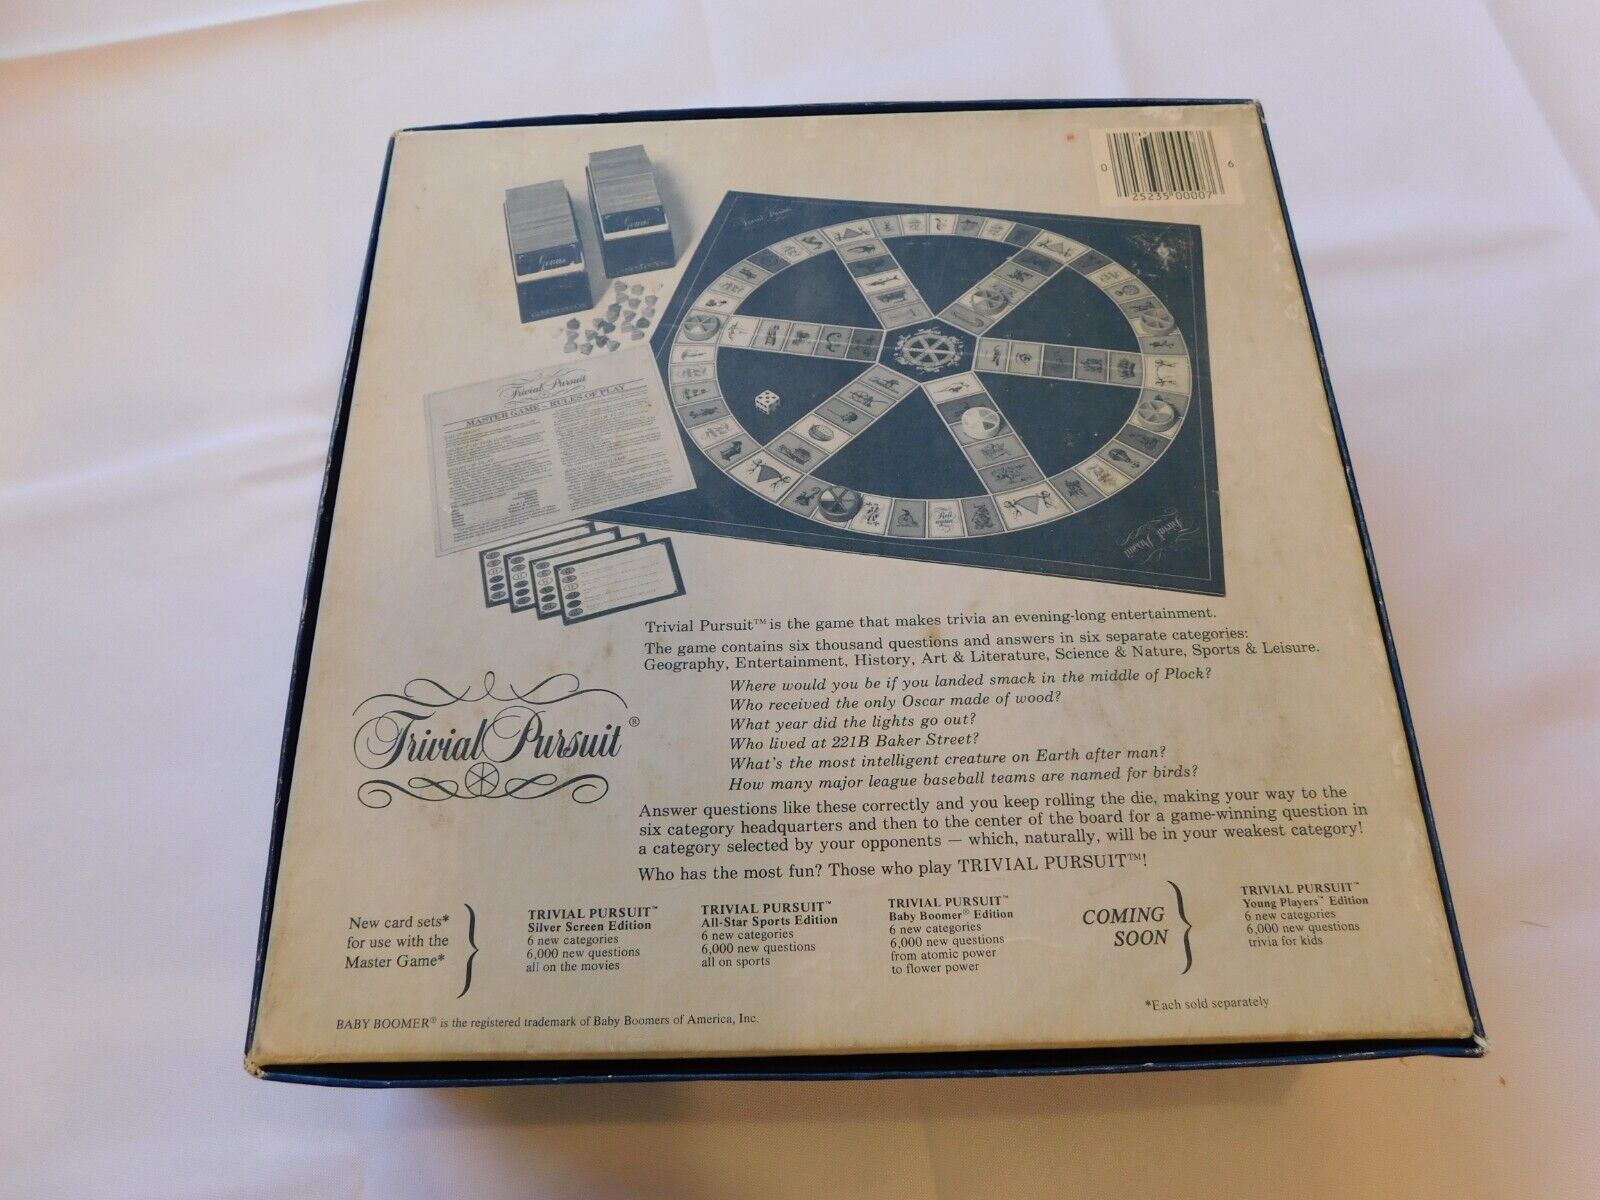 0 25235 00007 6
Trivial Pursuit
Genus
Genus
Trivial Pursuit
MASTER GAME - RULES OF PLAY
Roll again
Trivial Pursuit
Trivial Pursuit™ is the game that makes trivia an evening-long entertainment.
The game contains six thousand questions and answers in six separate categories:
Geography, Entertainment, History, Art & Literature, Science & Nature, Sports & Leisure.
Where would you be if you landed smack in the middle of Plock?
Who received the only Oscar made of wood?
What year did the lights go out?
Who lived at 221B Baker Street?
What's the most intelligent creature on Earth after man?
How many major league baseball teams are named for birds?
Trivial Pursuit®
Answer questions like these correctly and you keep rolling the die, making your way to the
six category headquarters and then to the center of the board for a game-winning question in
a category selected by your opponents — which, naturally, will be in your weakest category!
Who has the most fun? Those who play TRIVIAL PURSUIT™!
New card sets*
for use with the
Master Game*
TRIVIAL PURSUIT™
Silver Screen Edition
6 new categories
6,000 new questions
all on the movies
TRIVIAL PURSUIT™
All-Star Sports Edition
6 new categories
6,000 new questions
all on sports
TRIVIAL PURSUIT™
Baby Boomer® Edition
6 new categories
6,000 new questions
from atomic power
to flower power
COMING
SOON
TRIVIAL PURSUIT™
Young Players™ Edition
6 new categories
6,000 new questions
trivia for kids
*Each sold separately
BABY BOOMER® is the registered trademark of Baby Boomers of America, Inc.